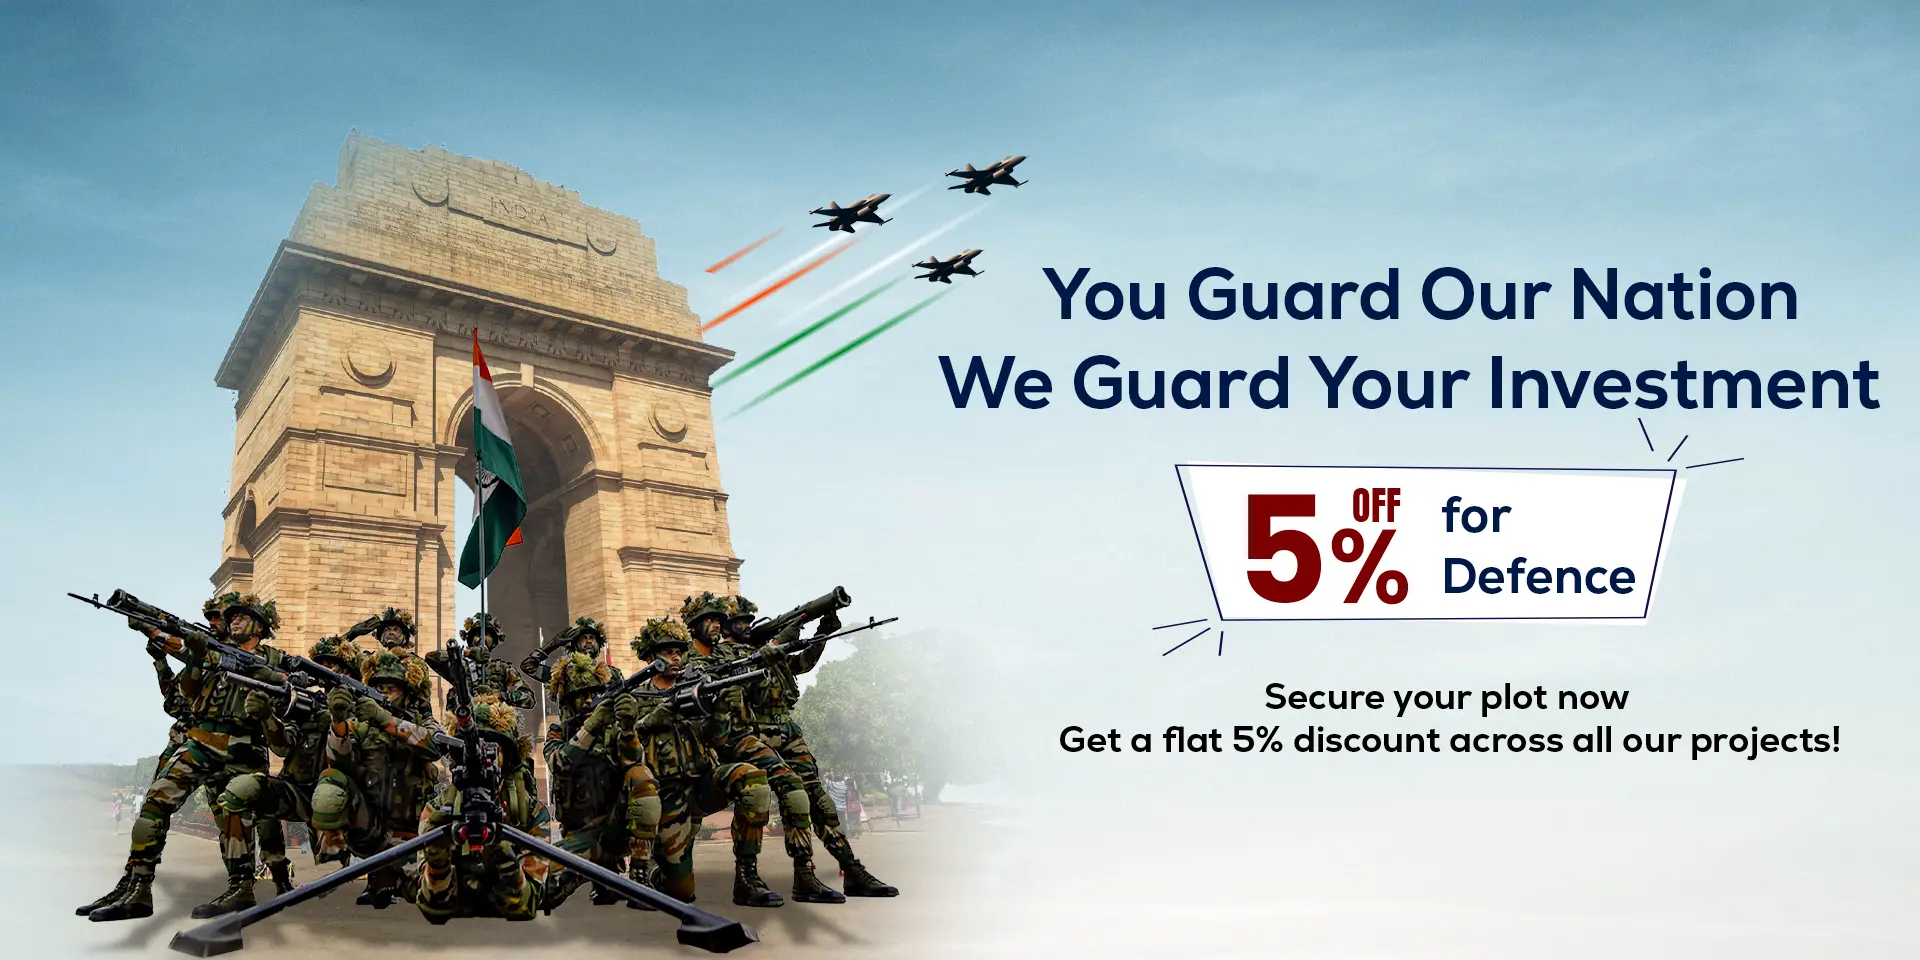 INDIA
You Guard Our Nation
We Guard Your Investment
5% OFF
for
Defence
Secure your plot now
Get a flat 5% discount across all our projects!